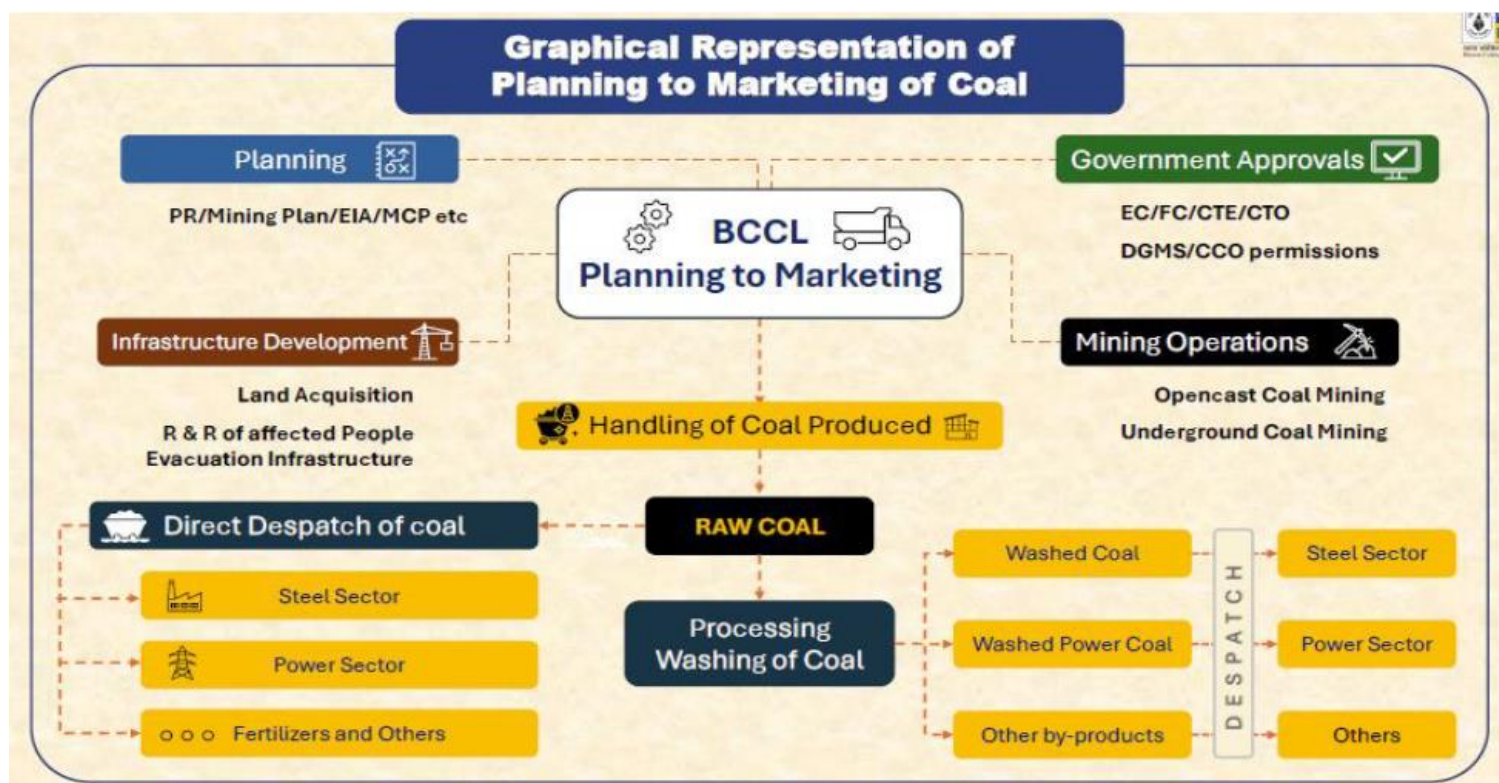 Graphical Representation of
Planning to Marketing of Coal
Planning
PR/Mining Plan/EIA/MCP etc
Government Approvals
EC/FC/CTE/CTO
DGMS/CCO permissions
BCCL
Planning to Marketing
Infrastructure Development
Land Acquisition
R & R of affected People
Evacuation Infrastructure
Mining Operations
Opencast Coal Mining
Underground Coal Mining
Handling of Coal Produced
RAW COAL
Direct Despatch of coal
Steel Sector
Power Sector
Fertilizers and Others
Processing
Washing of Coal
Washed Coal
Washed Power Coal
Other by-products
DESPATCH
Steel Sector
Power Sector
Others